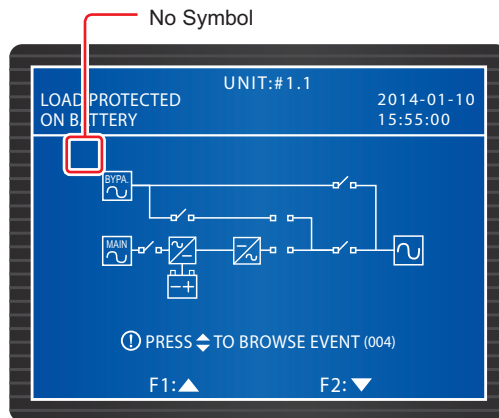 No Symbol
UNIT:#1.1
LOAD PROTECTED
ON BATTERY
2014-01-10
15:55:00
BYPA.
MAIN
PRESS TO BROWSE EVENT (004)
F1:
F2: